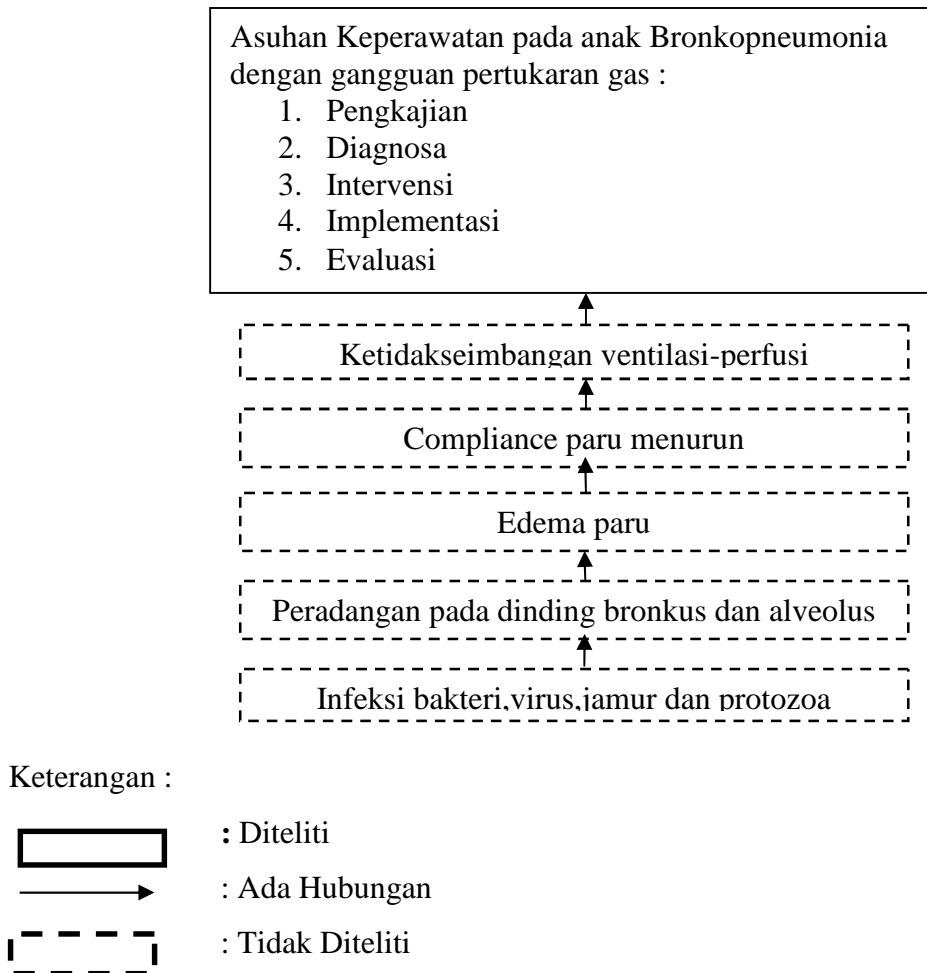 Asuhan Keperawatan pada anak Bronkopneumonia
dengan gangguan pertukaran gas :
1. Pengkajian
2. Diagnosa
3. Intervensi
4. Implementasi
5. Evaluasi
Ketidakseimbangan ventilasi-perfusi
Compliance paru menurun
Edema paru
Peradangan pada dinding bronkus dan alveolus
Infeksi bakteri,virus,jamur dan protozoa
Keterangan :
: Diteliti
: Ada Hubungan
: Tidak Diteliti